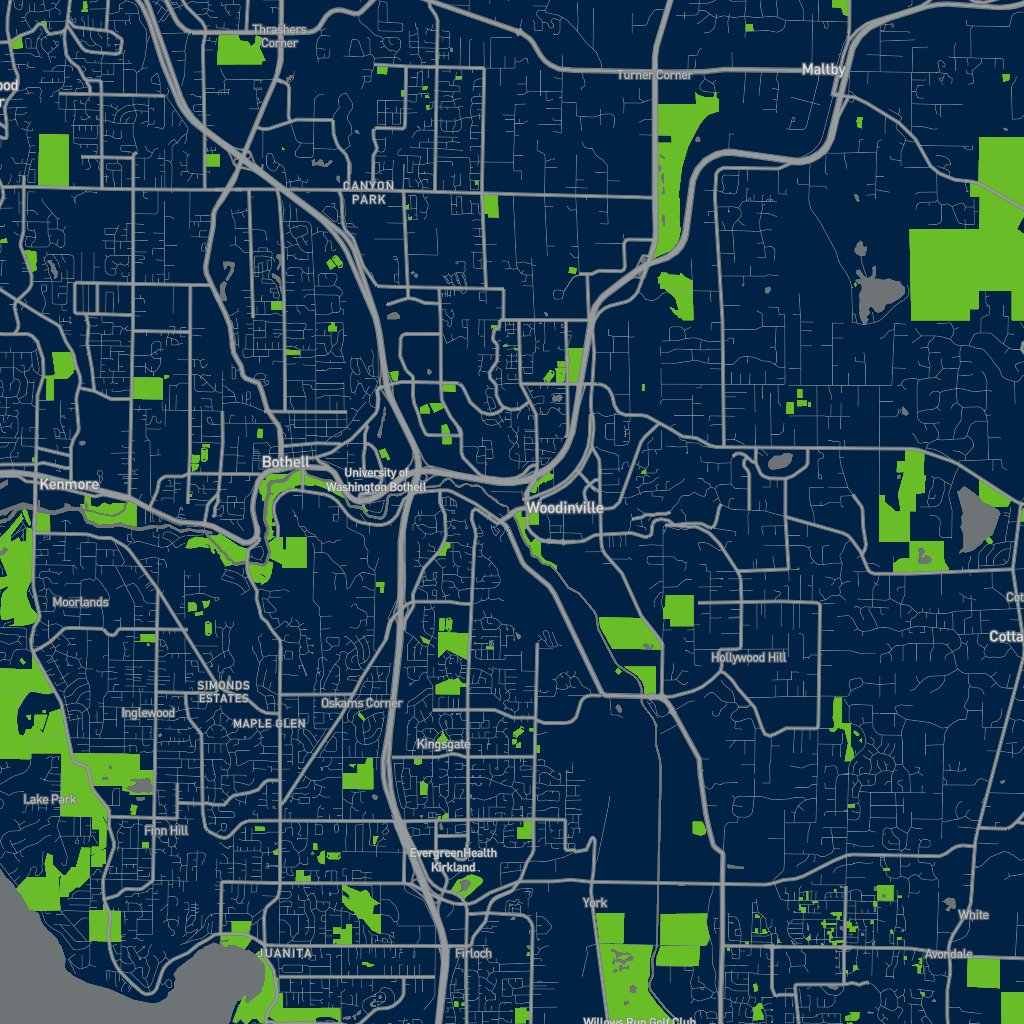 Thrashers
Corner
Turner Corner
Maltby
ood
r
CANYON
PARK
Bothell
University of
Washington Bothell
Kenmore
Woodinville
Moorlands
Cot
Cotta
Hollywood Hill
SIMONDS
ESTATES
Oskams Corner
Inglewood
MAPLE GLEN
Kingsgate
Lake Park
Finn Hill
EvergreenHealth
Kirkland
York
White
JUANITA
Firloch
Avondale
Willows Run Golf Club